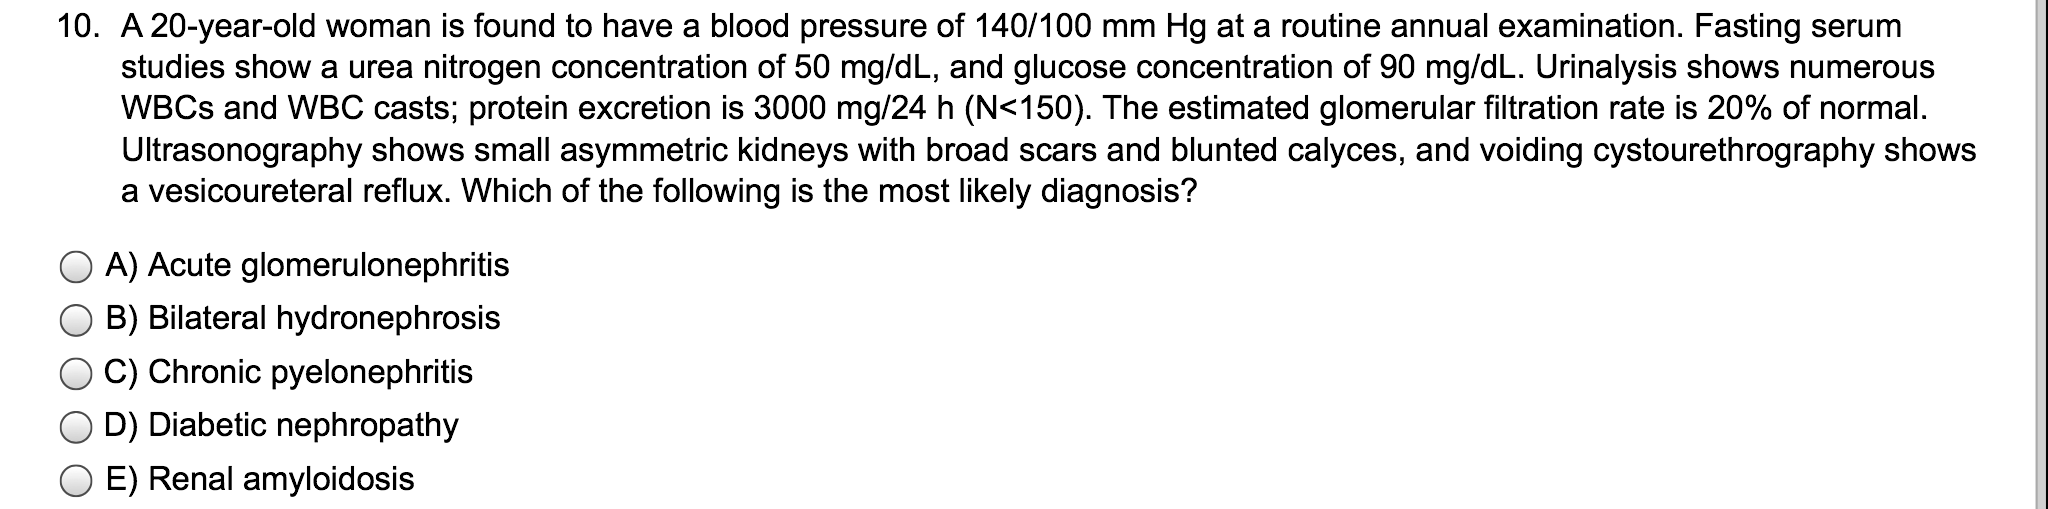 10. A 20-year-old woman is found to have a blood pressure of 140/100 mm Hg at a routine annual examination. Fasting serum
studies show a urea nitrogen concentration of 50 mg/dL, and glucose concentration of 90 mg/dL. Urinalysis shows numerous
WBCs and WBC casts; protein excretion is 3000 mg/24 h (N<150). The estimated glomerular filtration rate is 20% of normal.
Ultrasonography shows small asymmetric kidneys with broad scars and blunted calyces, and voiding cystourethrography shows
a vesicoureteral reflux. Which of the following is the most likely diagnosis?
A) Acute glomerulonephritis
B) Bilateral hydronephrosis
C) Chronic pyelonephritis
D) Diabetic nephropathy
E) Renal amyloidosis